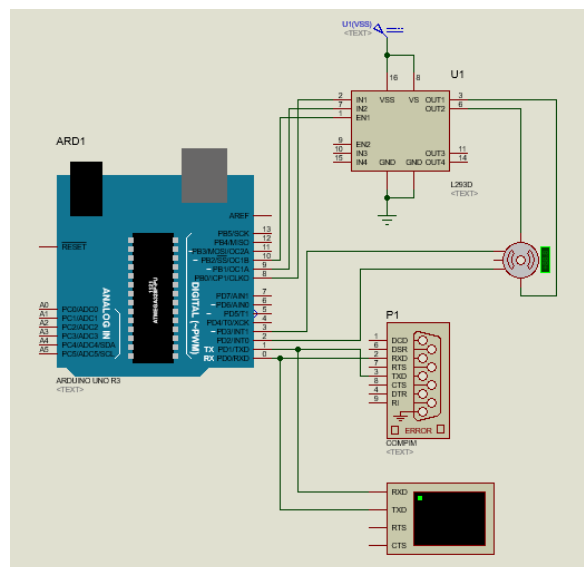 U1(VSS)
<TEXT>
U1
16
8
2
7
1
IN1
IN2
EN1
VSS
VS
OUT1
OUT2
3
6
9
10
15
EN2
IN3
IN4
GND
GND
OUT3
OUT4
11
14
L293D
<TEXT>
ARD1
AREF
RESET
PB5/SCK
13
PB4/MISO
12
~PB3/MOSI/OC2A
11
~PB2/SS/OC1B
10
~PB1/OC1A
9
PB0/ICP1/CLKO
8
PD7/AIN1
7
~PD6/AIN0
6
~PD5/T1
5
PD4/T0/XCK
4
~PD3/INT1
3
PD2/INT0
2
TX
PD1/TXD
1
RX
PD0/RXD
0
DIGITAL (~PWM)
ANALOG IN
A0
PC0/ADC0
A1
PC1/ADC1
A2
PC2/ADC2
A3
PC3/ADC3
A4
PC4/ADC4/SDA
A5
PC5/ADC5/SCL
ARDUINO UNO R3
<TEXT>
P1
1
DCD
6
DSR
2
RXD
7
RTS
3
TXD
8
CTS
4
DTR
9
RI
ERROR
COMPIM
<TEXT>
RXD
TXD
RTS
CTS